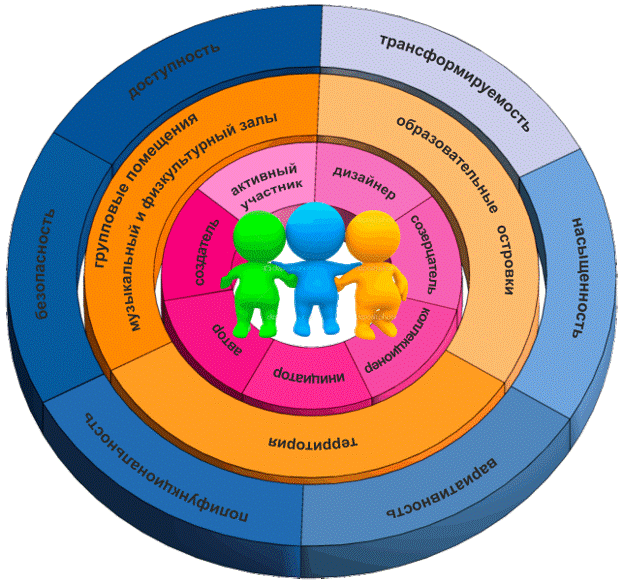 трансформируемость
насыщенность
вариативность
полифункциональность
безопасность
доступность
образовательные островки
территория
групповые помещения
музыкальный и физкультурный залы
дизайнер
созерцатель
коллекционер
инициатор
автор
создатель
активный
участник